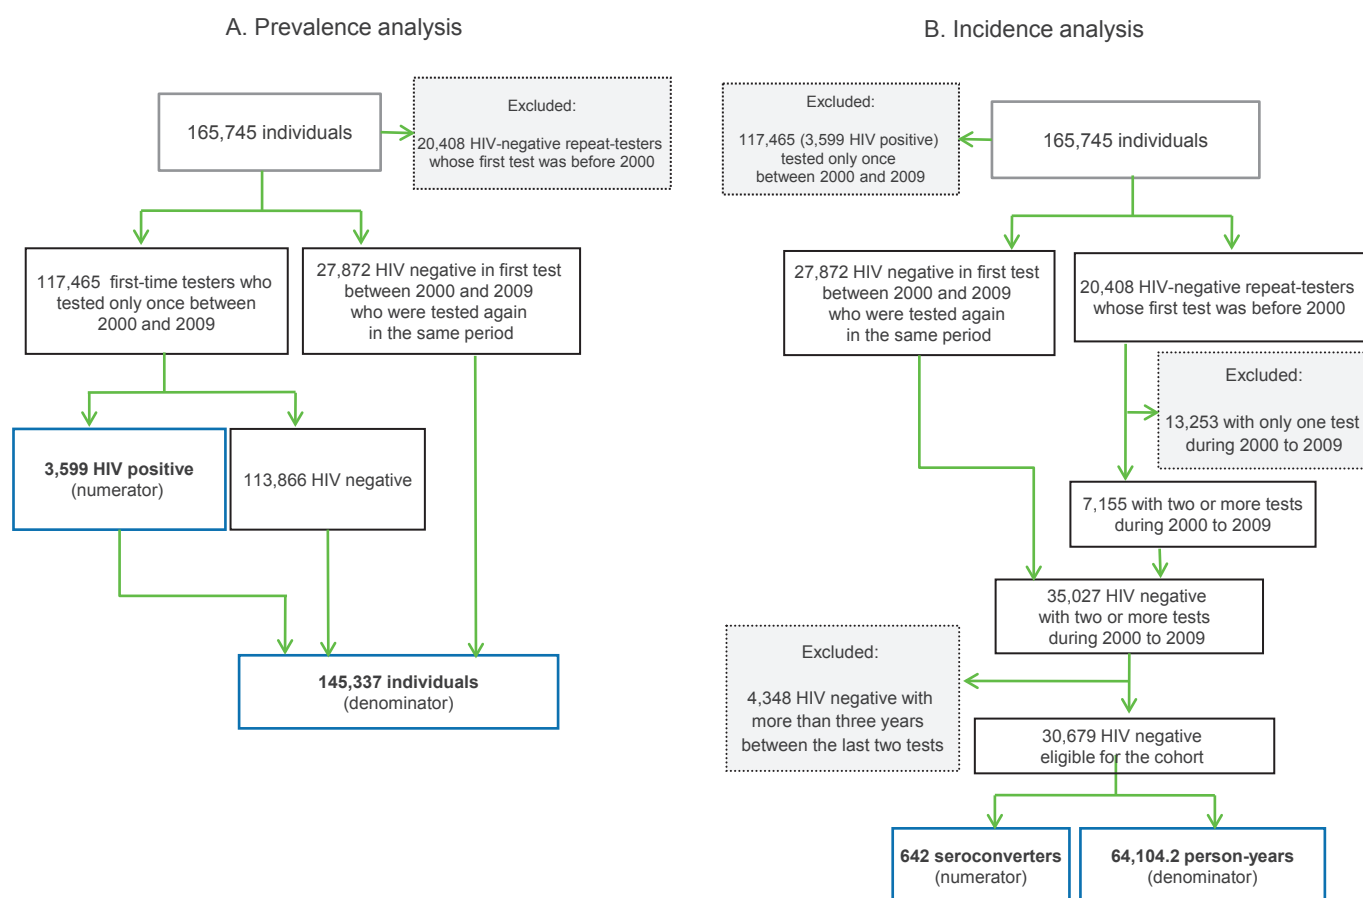 A. Prevalence analysis
165,745 individuals
Excluded:
20,408 HIV-negative repeat-testers
whose first test was before 2000
117,465 first-time testers who
tested only once between
2000 and 2009
27,872 HIV negative in first test
between 2000 and 2009
who were tested again
in the same period
3,599 HIV positive
(numerator)
113,866 HIV negative
145,337 individuals
(denominator)
B. Incidence analysis
Excluded:
117,465 (3,599 HIV positive)
tested only once
between 2000 and 2009
165,745 individuals
27,872 HIV negative in first test
between 2000 and 2009
who were tested again
in the same period
20,408 HIV-negative repeat-testers
whose first test was before 2000
Excluded:
13,253 with only one test
during 2000 to 2009
7,155 with two or more tests
during 2000 to 2009
35,027 HIV negative
with two or more tests
during 2000 to 2009
Excluded:
4,348 HIV negative with
more than three years
between the last two tests
30,679 HIV negative
eligible for the cohort
642 seroconverters
(numerator)
64,104.2 person-years
(denominator)